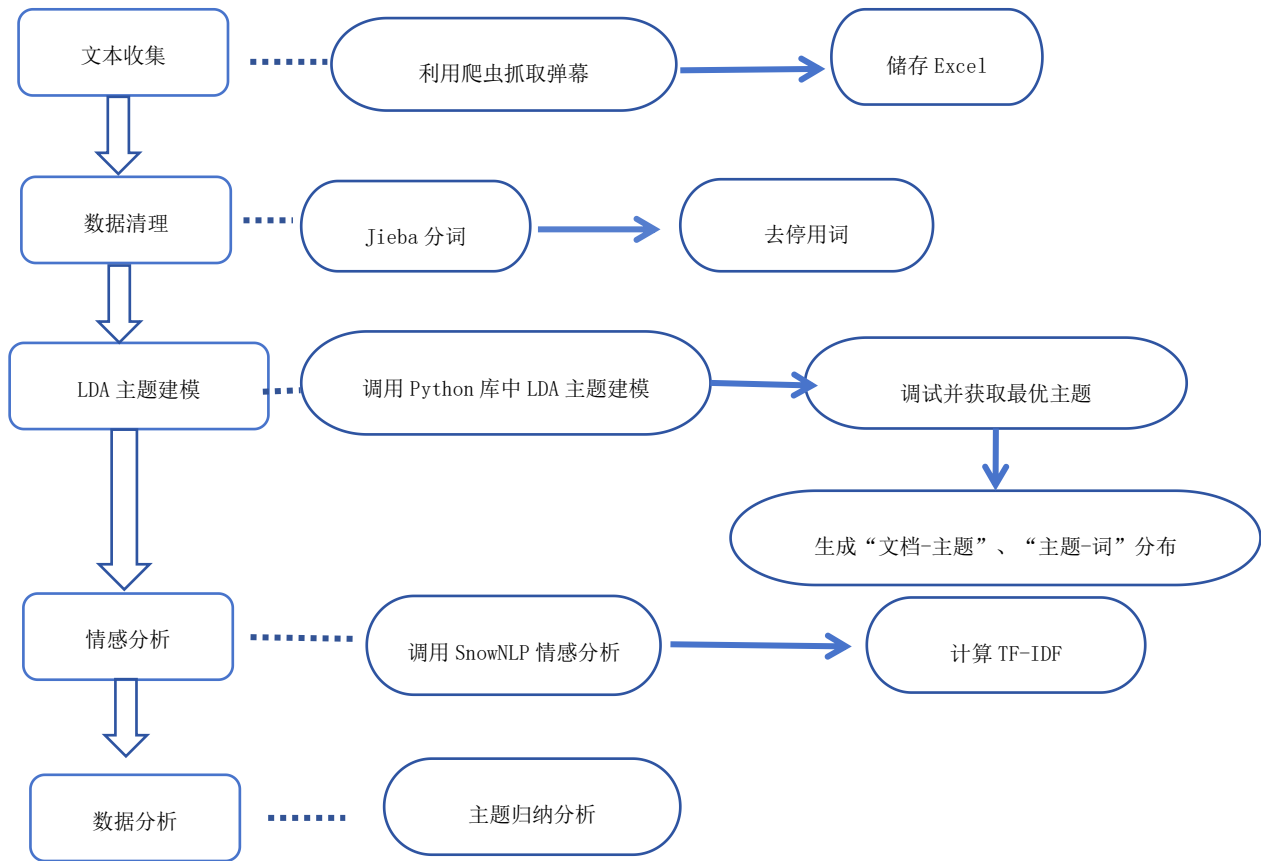 文本收集
利用爬虫抓取弹幕
储存 Excel
数据清理
Jieba 分词
去停用词
LDA 主题建模
调用 Python 库中 LDA 主题建模
调试并获取最优主题
生成“文档-主题”、“主题-词”分布
情感分析
调用 SnowNLP 情感分析
计算 TF-IDF
数据分析
主题归纳分析